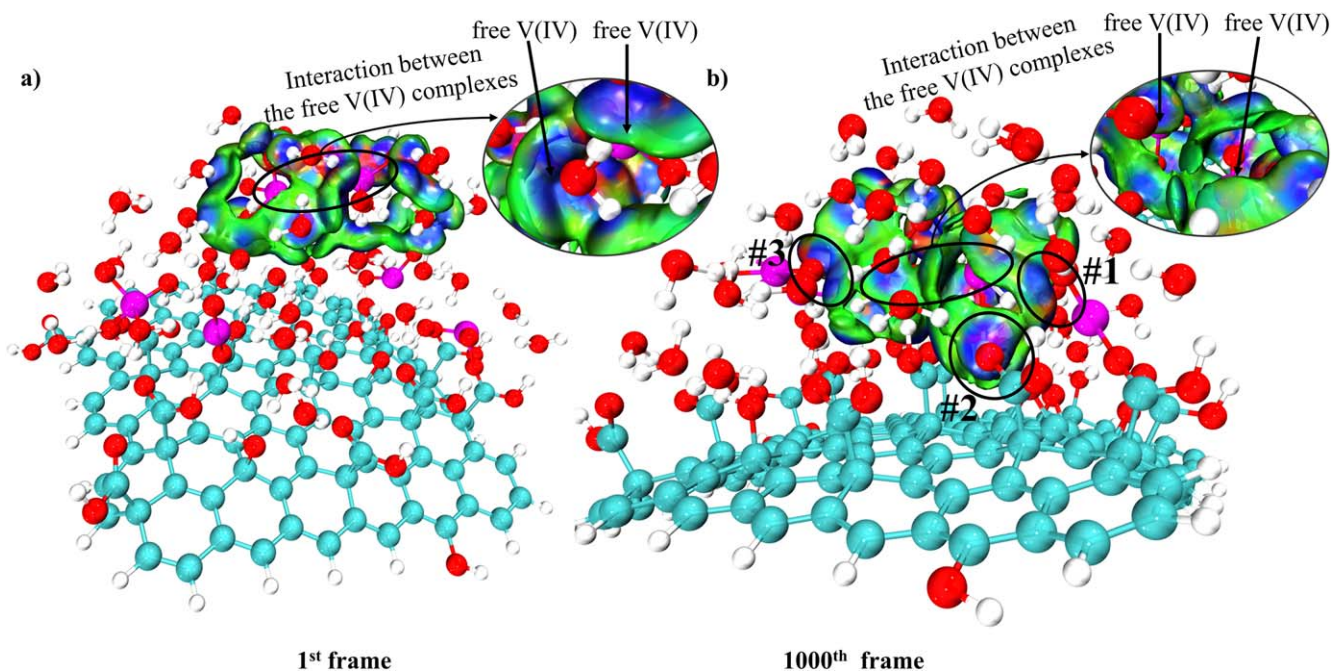 a)
Interaction between
the free V(IV) complexes
free V(IV)
free V(IV)
b)
Interaction between
the free V(IV) complexes
free V(IV)
free V(IV)
#3
#1
#2
1st frame
1000th frame